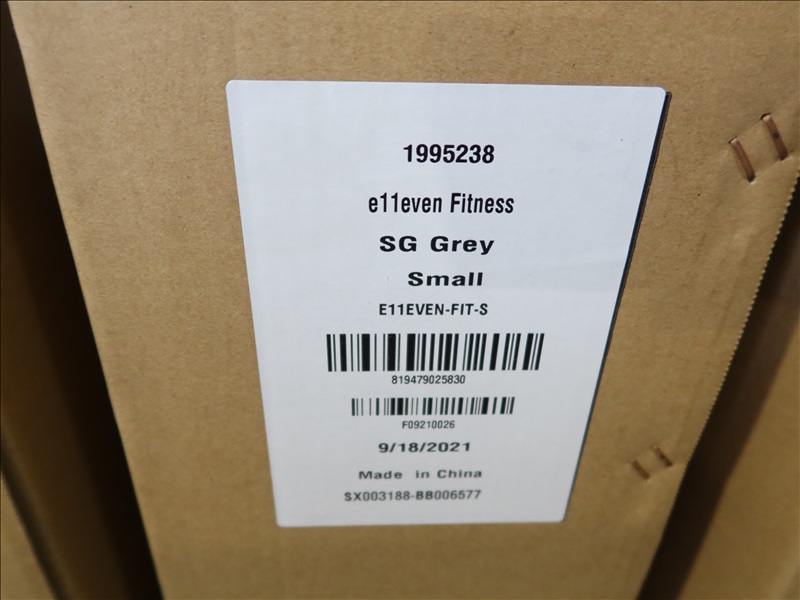 1995238
e11even Fitness
SG Grey
Small
E11EVEN-FIT-S
819479025830
F09210026
9/18/2021
Made in China
SX003188-BB006577